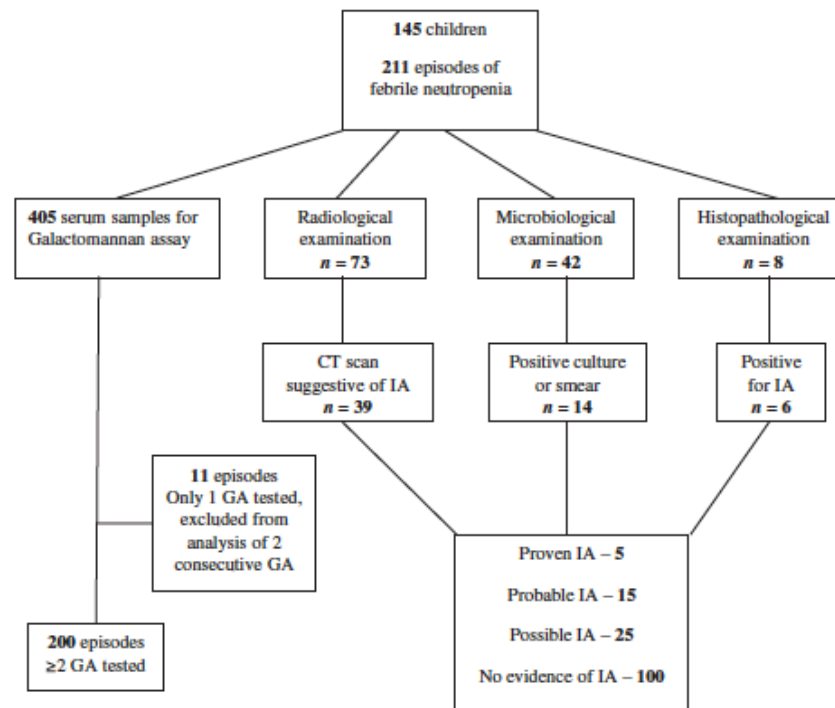 145 children
211 episodes of
febrile neutropenia
405 serum samples for
Galactomannan assay
Radiological
examination
n = 73
Microbiological
examination
n = 42
Histopathological
examination
n = 8
CT scan
suggestive of IA
n = 39
Positive culture
or smear
n = 14
Positive
for IA
n = 6
11 episodes
Only 1 GA tested,
excluded from
analysis of 2
consecutive GA
200 episodes
≥2 GA tested
Proven IA – 5
Probable IA – 15
Possible IA – 25
No evidence of IA – 100